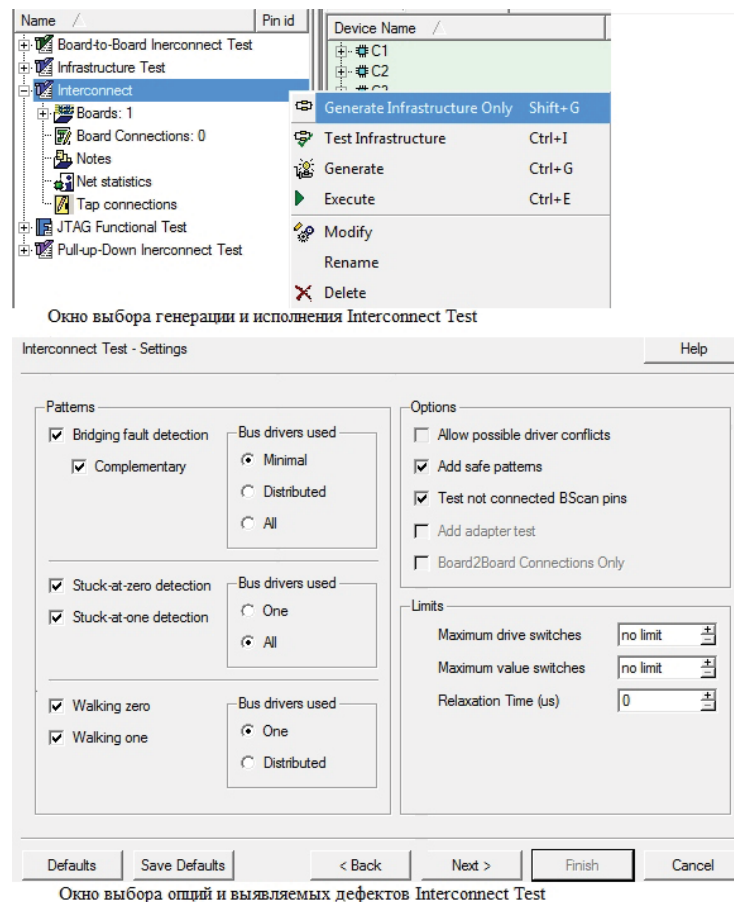 Name
Pin id
Board-to-Board Inerconnect Test
Infrastructure Test
Interconnect
Boards: 1
Board Connections: 0
Notes
Net statistics
Tap connections
JTAG Functional Test
Pull-up-Down Inerconnect Test
Device Name
C1
C2
Generate Infrastructure Only Shift+G
Test Infrastructure Ctrl+I
Generate Ctrl+G
Execute Ctrl+E
Modify
Rename
Delete
Окно выбора генерации и исполнения Interconnect Test
Interconnect Test - Settings
Help
Patterns
Bridging fault detection
Complementary
Bus drivers used
Minimal
Distributed
All
Stuck-at-zero detection
Stuck-at-one detection
Bus drivers used
One
All
Walking zero
Walking one
Bus drivers used
One
Distributed
Options
Allow possible driver conflicts
Add safe patterns
Test not connected BScan pins
Add adapter test
Board2Board Connections Only
Limits
Maximum drive switches no limit
Maximum value switches no limit
Relaxation Time (us) 0
Defaults
Save Defaults
< Back
Next >
Finish
Cancel
Окно выбора опций и выявляемых дефектов Interconnect Test